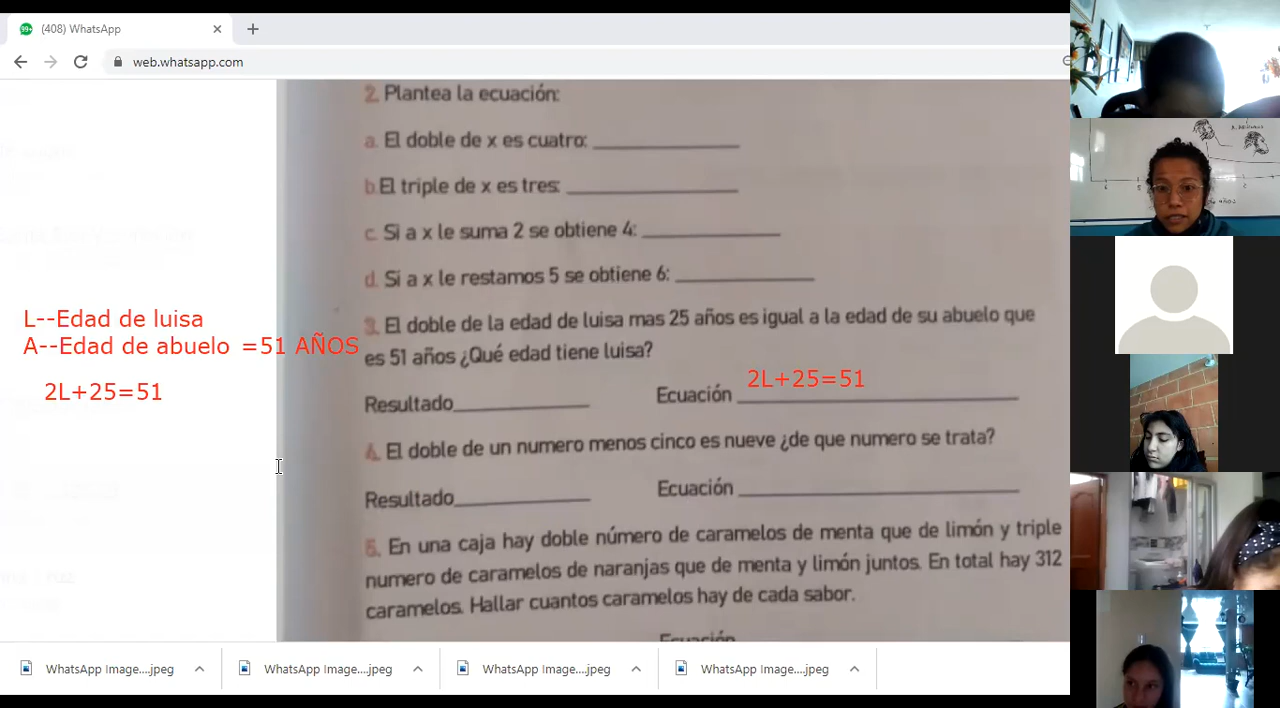 (408) WhatsApp
web.whatsapp.com
2. Plantea la ecuación:
a. El doble de x es cuatro:
b. El triple de x es tres:
c. Si a x le suma 2 se obtiene 4:
d. Si a x le restamos 5 se obtiene 6:
L--Edad de luisa
A--Edad de abuelo =51 AÑOS
2L+25=51
3. El doble de la edad de luisa mas 25 años es igual a la edad de su abuelo que
es 51 años ¿Qué edad tiene luisa?
2L+25=51
Resultado Ecuación
4. El doble de un numero menos cinco es nueve ¿de que numero se trata?
Resultado Ecuación
5. En una caja hay doble número de caramelos de menta que de limón y triple
numero de caramelos de naranjas que de menta y limón juntos. En total hay 312
caramelos. Hallar cuantos caramelos hay de cada sabor.
Ecuación
WhatsApp Image....jpeg
WhatsApp Image....jpeg
WhatsApp Image....jpeg
WhatsApp Image....jpeg